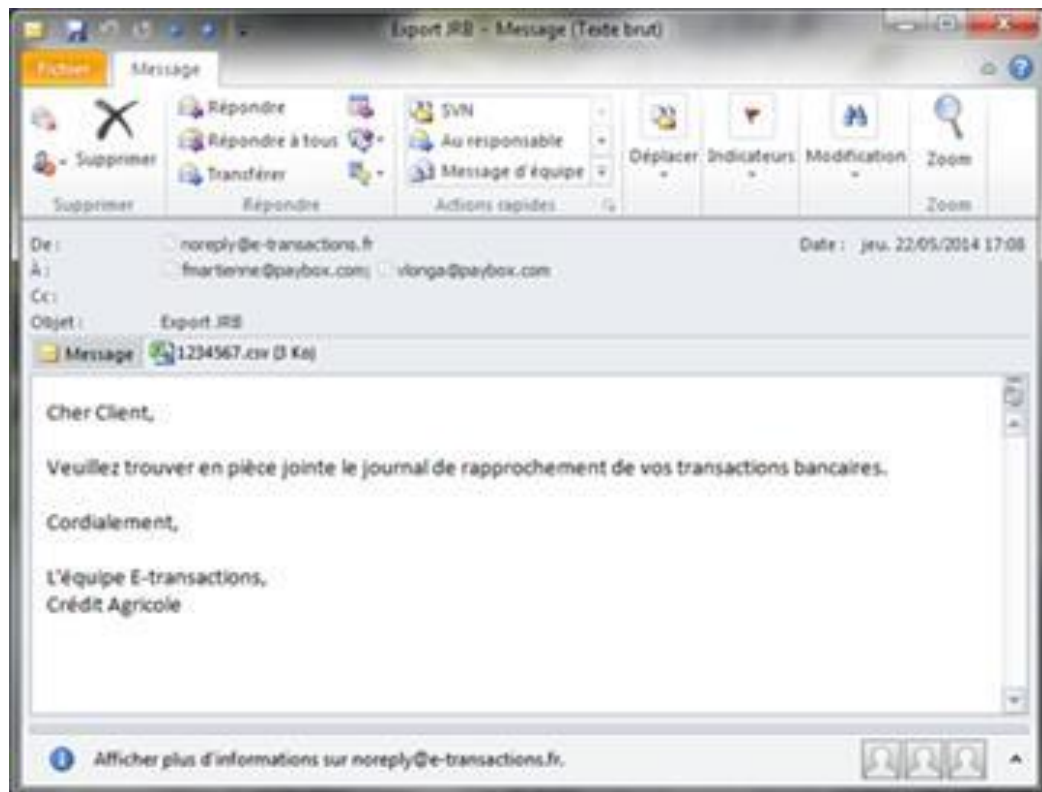 Export JRB - Message (Texte brut)
Fichier Message
Supprimer
Supprimer
Répondre
Répondre à tous
Transférer
Répondre
SVN
Au responsable
Message d'équipe
Actions rapides
Déplacer
Indicateurs
Modification
Zoom
Zoom
De : noreply@e-transactions.fr Date : jeu. 22/05/2014 17:08
À : fmartienne@paybox.com; vlonga@paybox.com
Cc :
Objet : Export JRB
Message 1234567.csv (3 Ko)
Cher Client,
Veuillez trouver en pièce jointe le journal de rapprochement de vos transactions bancaires.
Cordialement,
L'équipe E-transactions,
Crédit Agricole
Afficher plus d'informations sur noreply@e-transactions.fr.